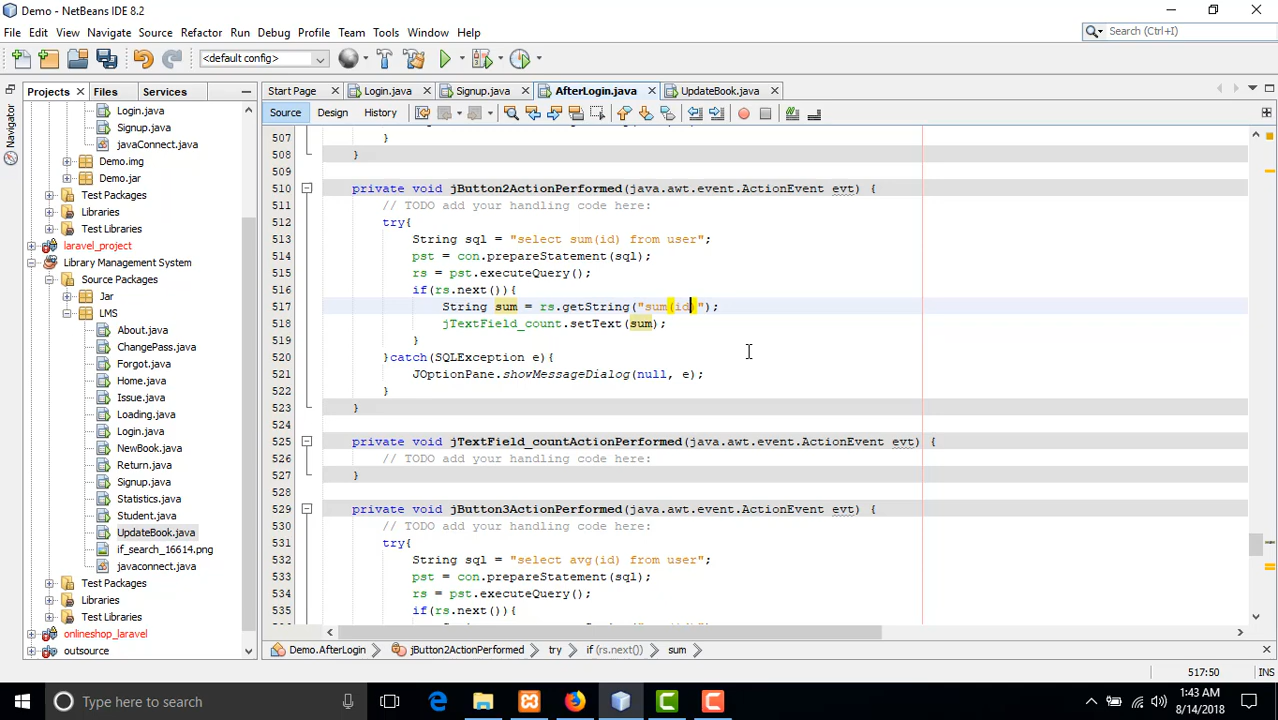 Demo - NetBeans IDE 8.2
File Edit View Navigate Source Refactor Run Debug Profile Team Tools Window Help
Search (Ctrl+I)
<default config>
Projects Files Services
Navigator
Login.java
Signup.java
javaConnect.java
Demo.img
Demo.jar
Test Packages
Libraries
Test Libraries
laravel_project
Library Management System
Source Packages
Jar
LMS
About.java
ChangePass.java
Forgot.java
Home.java
Issue.java
Loading.java
Login.java
NewBook.java
Return.java
Signup.java
Statistics.java
Student.java
UpdateBook.java
if_search_16614.png
javaconnect.java
Test Packages
Libraries
Test Libraries
onlineshop_laravel
outsource
Start Page Login.java Signup.java AfterLogin.java UpdateBook.java
Source Design History
507 }
508 }
509
510 private void jButton2ActionPerformed(java.awt.event.ActionEvent evt) {
511 // TODO add your handling code here:
512 try{
513 String sql = "select sum(id) from user";
514 pst = con.prepareStatement(sql);
515 rs = pst.executeQuery();
516 if(rs.next()){
517 String sum = rs.getString("sum(id)");
518 jTextField_count.setText(sum);
519 }
520 }catch(SQLException e){
521 JOptionPane.showMessageDialog(null, e);
522 }
523 }
524
525 private void jTextField_countActionPerformed(java.awt.event.ActionEvent evt) {
526 // TODO add your handling code here:
527 }
528
529 private void jButton3ActionPerformed(java.awt.event.ActionEvent evt) {
530 // TODO add your handling code here:
531 try{
532 String sql = "select avg(id) from user";
533 pst = con.prepareStatement(sql);
534 rs = pst.executeQuery();
535 if(rs.next()){
Demo.AfterLogin jButton2ActionPerformed try if (rs.next()) sum
517:50 INS
Type here to search
1:43 AM
8/14/2018